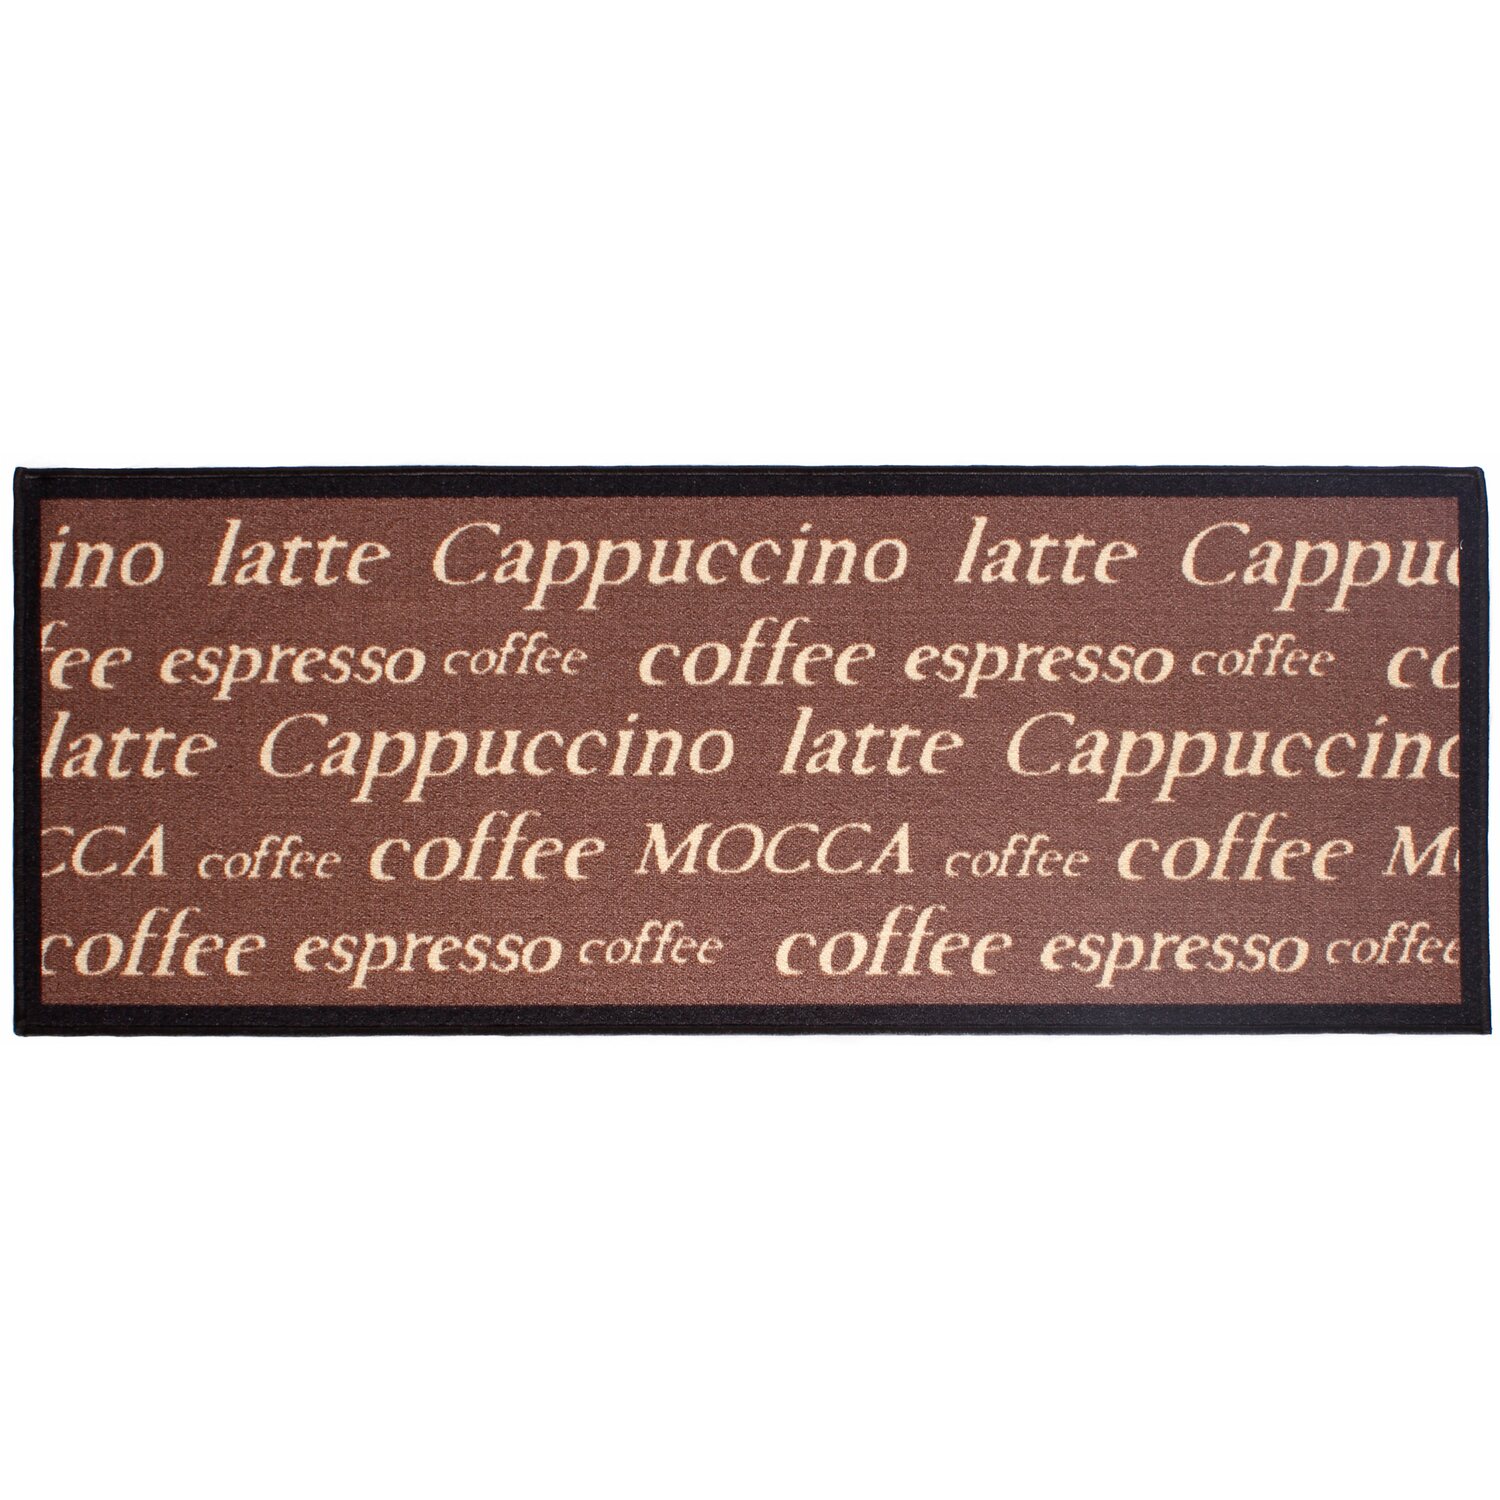 ino latte Cappuccino latte Cappuc
fee espresso coffee coffee espresso coffee co
latte Cappuccino latte Cappuccino
CCA coffee coffee MOCCA coffee coffee MO
coffee espresso coffee coffee espresso coffee